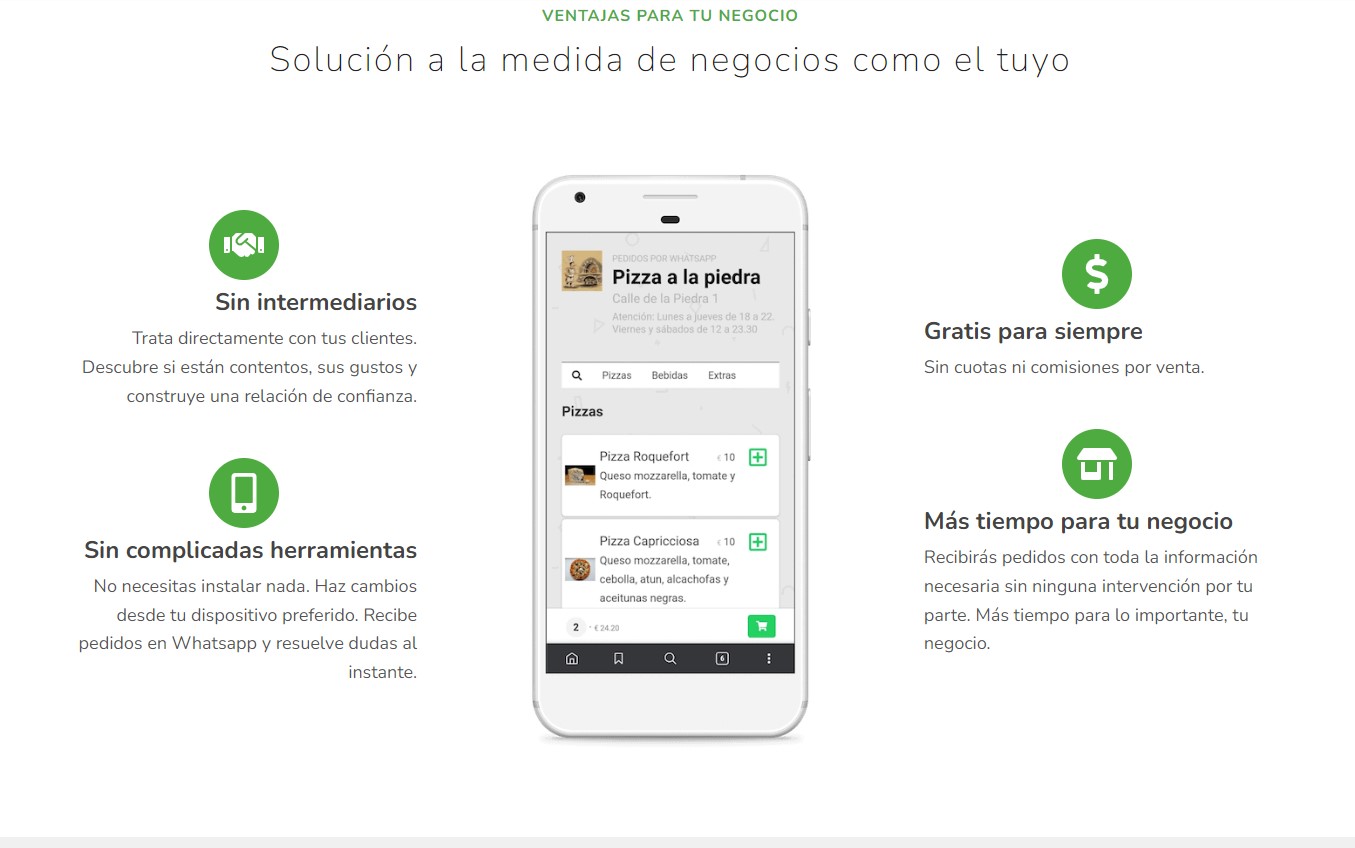 VENTAJAS PARA TU NEGOCIO
Solución a la medida de negocios como el tuyo
Sin intermediarios
Trata directamente con tus clientes.
Descubre si están contentos, sus gustos y
construye una relación de confianza.
Sin complicadas herramientas
No necesitas instalar nada. Haz cambios
desde tu dispositivo preferido. Recibe
pedidos en Whatsapp y resuelve dudas al
instante.
PEDIDOS POR WHATSAPP
Pizza a la piedra
Calle de la Piedra 1
Atención: Lunes a jueves de 18 a 22.
Viernes y sábados de 12 a 23.30
Pizzas Bebidas Extras
Pizzas
Pizza Roquefort € 10
Queso mozzarella, tomate y
Roquefort.
Pizza Capricciosa € 10
Queso mozzarella, tomate,
cebolla, atun, alcachofas y
aceitunas negras.
2 - € 24.20
6
Gratis para siempre
Sin cuotas ni comisiones por venta.
Más tiempo para tu negocio
Recibirás pedidos con toda la información
necesaria sin ninguna intervención por tu
parte. Más tiempo para lo importante, tu
negocio.